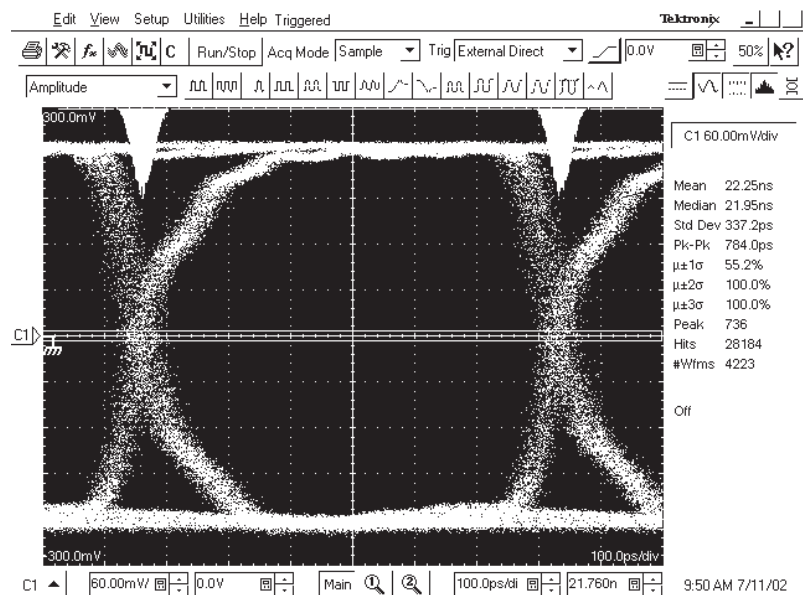 Edit View Setup Utilities Help Triggered Tektronix
C Run/Stop Acq Mode Sample Trig External Direct 0.0V 50% ?
Amplitude
300.0mV
C1 60.00mV/div
Mean 22.25ns
Median 21.95ns
Std Dev 337.2ps
Pk-Pk 784.0ps
µ±1σ 55.2%
µ±2σ 100.0%
µ±3σ 100.0%
Peak 736
Hits 28184
#Wfms 4223
C1
Off
-300.0mV 100.0ps/div
C1 60.00mV/ 0.0V Main 1 2 100.0ps/di 21.760n 9:50 AM 7/11/02